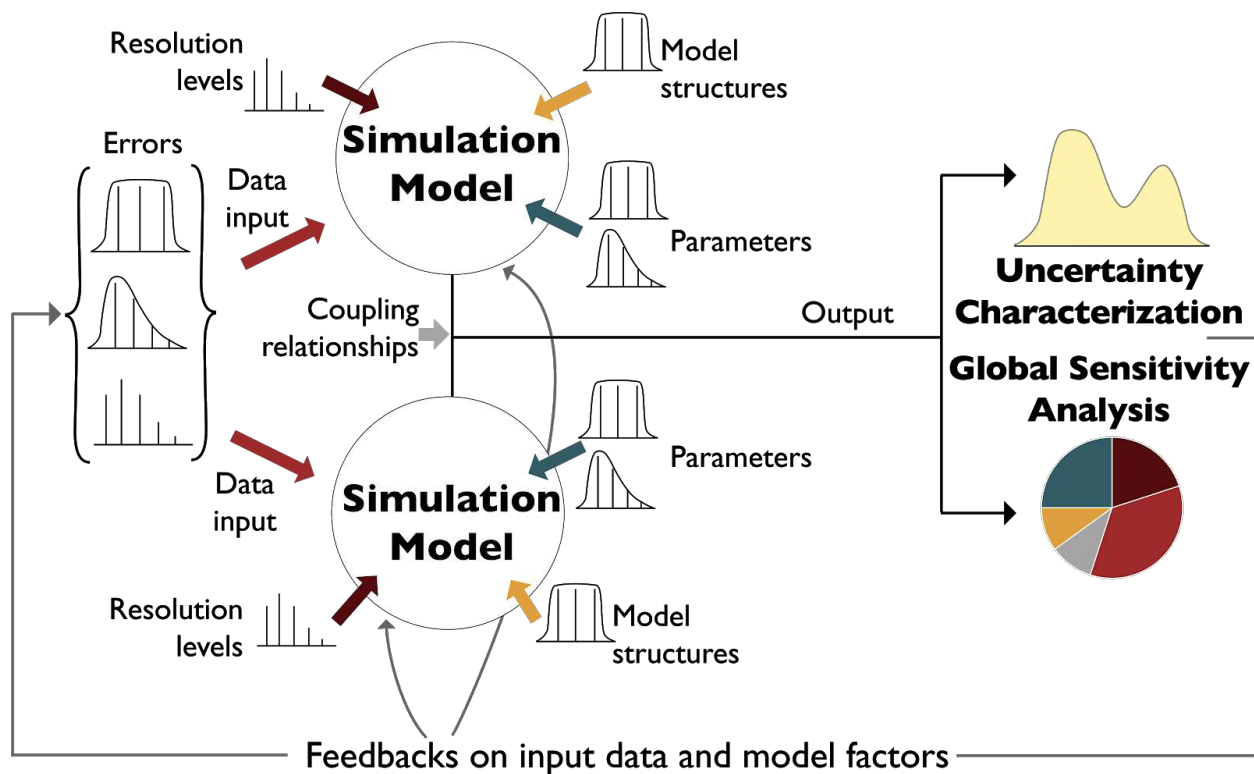 Resolution
levels
Model
structures
Simulation
Model
Errors
Data
input
Parameters
Coupling
relationships
Output
Uncertainty
Characterization
Global Sensitivity
Analysis
Parameters
Data
input
Simulation
Model
Resolution
levels
Model
structures
Feedbacks on input data and model factors